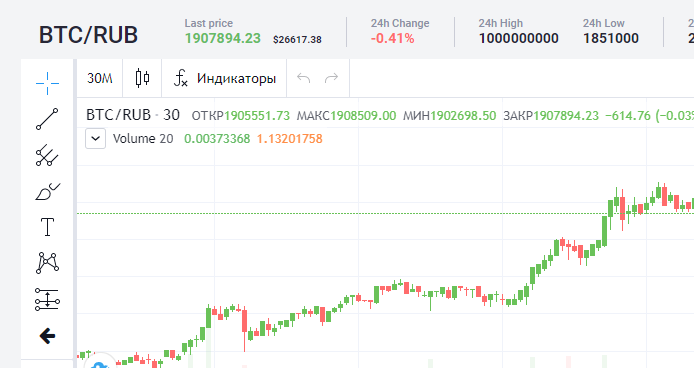 BTC/RUB
Last price
1907894.23 $26617.38
24h Change
-0.41%
24h High
1000000000
24h Low
1851000
30M
Индикаторы
BTC/RUB · 30 ОТКР1905551.73 МАКС1908509.00 МИН1902698.50 ЗАКР1907894.23 −614.76 (−0.03%
Volume 20 0.00373368 1.13201758